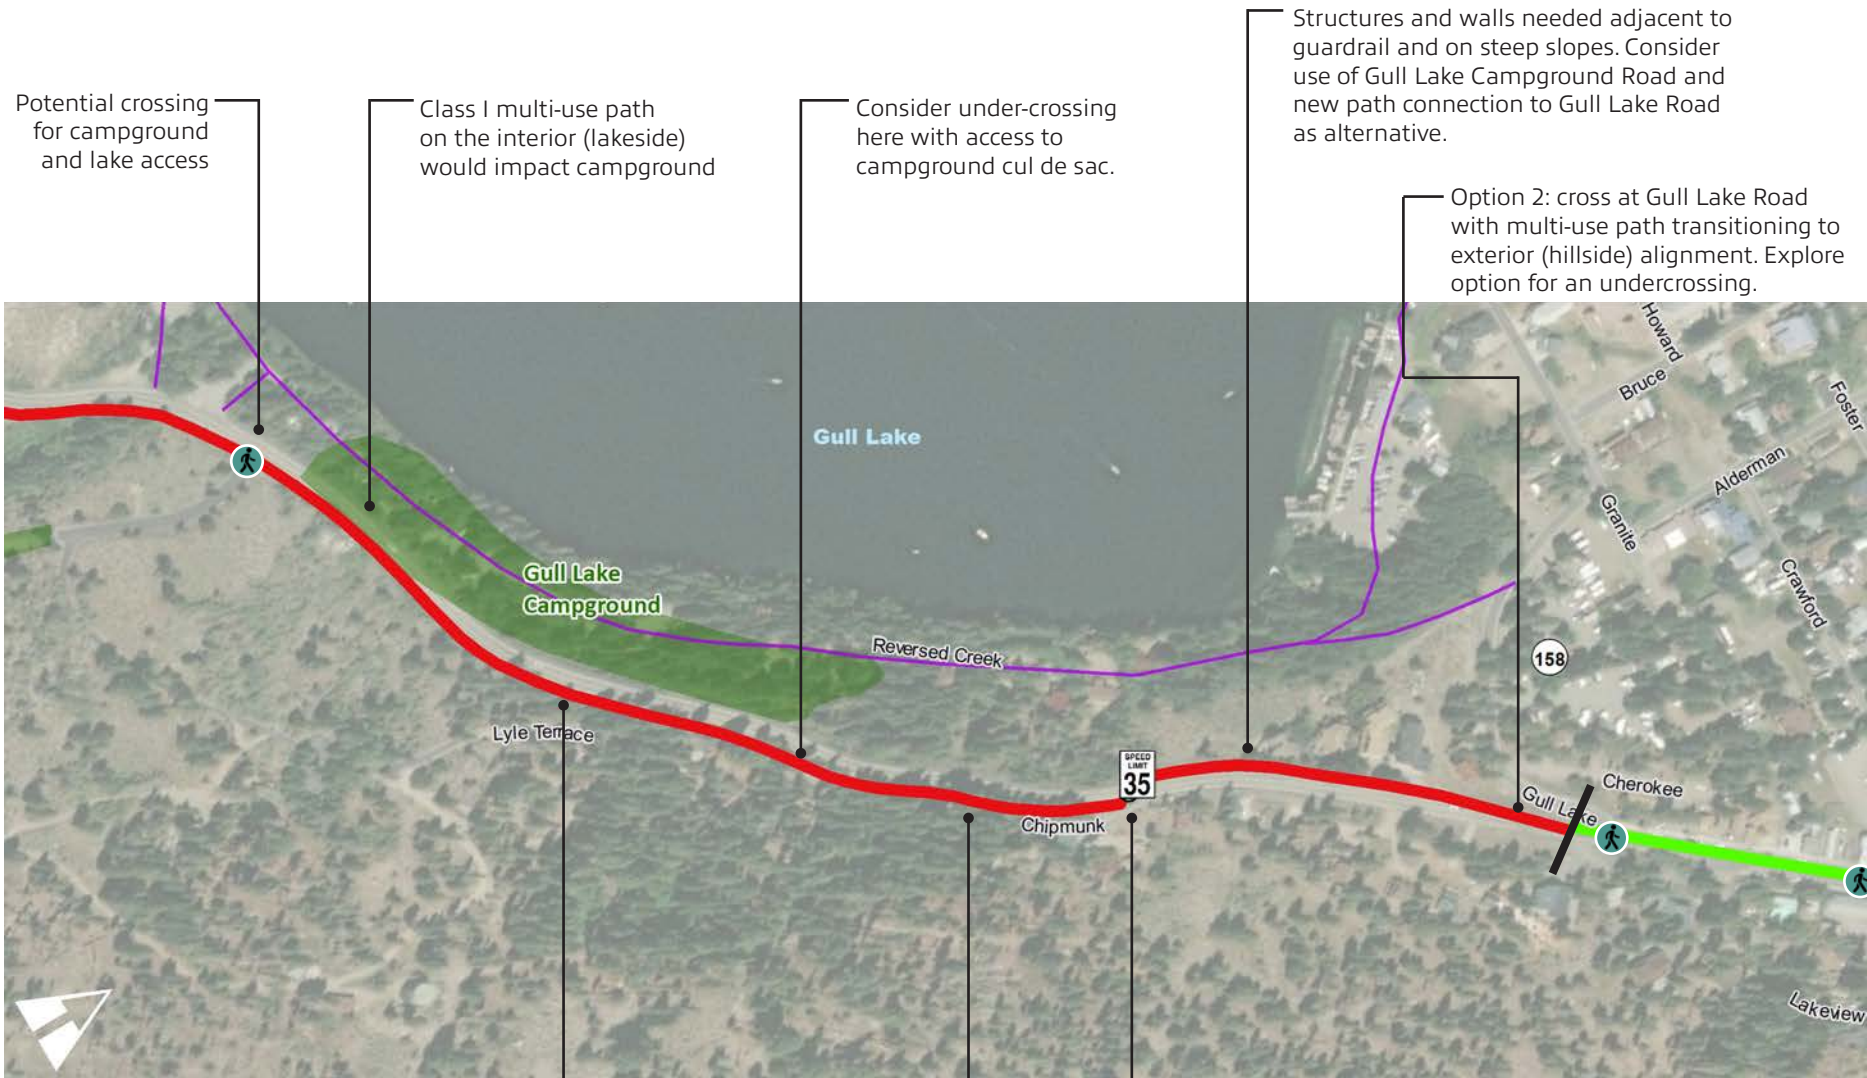 Structures and walls needed adjacent to
guardrail and on steep slopes. Consider
use of Gull Lake Campground Road and
new path connection to Gull Lake Road
as alternative.
Potential crossing
for campground
and lake access
Class I multi-use path
on the interior (lakeside)
would impact campground
Consider under-crossing
here with access to
campground cul de sac.
Option 2: cross at Gull Lake Road
with multi-use path transitioning to
exterior (hillside) alignment. Explore
option for an undercrossing.
Howard
Bruce
Foster
Gull Lake
Alderman
Granite
Crawford
Gull Lake
Campground
Reversed Creek
158
Lyle Terrace
SPEED
LIMIT
35
Cherokee
Gull Lake
Chipmunk
Lakeview